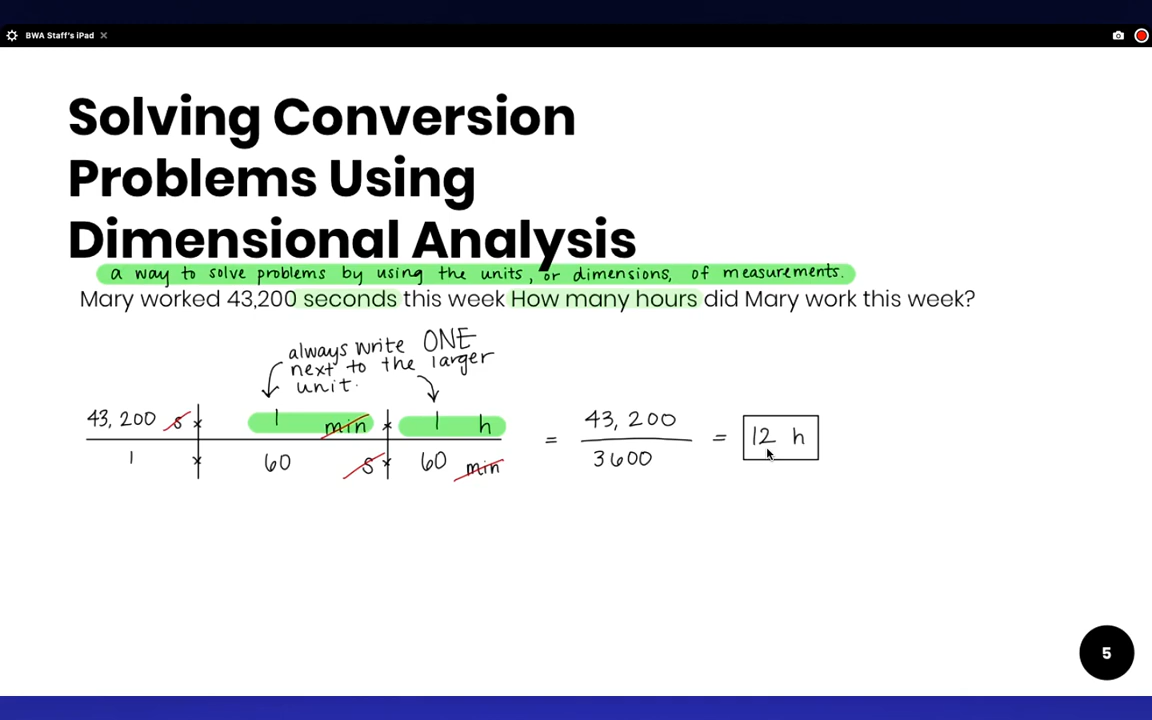 BWA Staff's iPad
Solving Conversion
Problems Using
Dimensional Analysis
a way to solve problems by using the units, or dimensions, of measurements.
Mary worked 43,200 seconds this week How many hours did Mary work this week?
always write ONE
next to the larger
unit.
43,200 s × 1 min × 1 h = 43,200 = 12 h
1 × 60 s × 60 min 3600
5